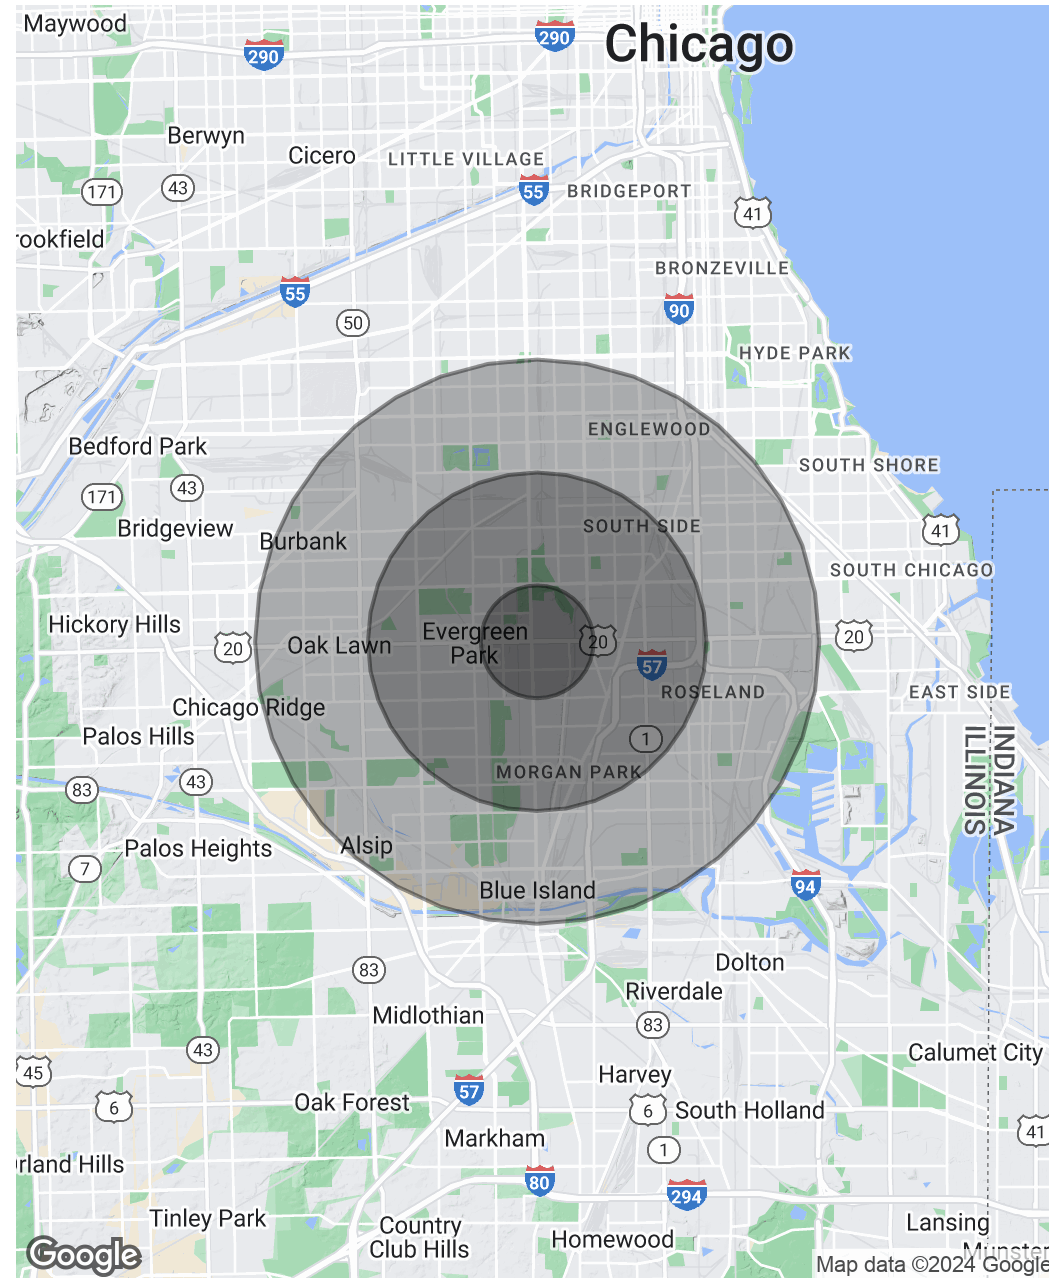 Maywood
290
290
Chicago
Berwyn
Cicero
LITTLE VILLAGE
171
43
55
BRIDGEPORT
41
rookfield
BRONZEVILLE
55
90
50
HYDE PARK
ENGLEWOOD
Bedford Park
SOUTH SHORE
171
43
Bridgeview
SOUTH SIDE
41
Burbank
SOUTH CHICAGO
Hickory Hills
Evergreen
Park
20
Oak Lawn
20
20
57
Chicago Ridge
ROSELAND
EAST SIDE
Palos Hills
1
INDIANA
ILLINOIS
MORGAN PARK
83
43
Palos Heights
Alsip
7
Blue Island
94
83
Dolton
Riverdale
Midlothian
83
43
Calumet City
45
Harvey
57
Oak Forest
6
6
South Holland
41
Markham
1
rland Hills
80
294
Tinley Park
Country
Club Hills
Homewood
Lansing
Munster
Google
Map data ©2024 Google